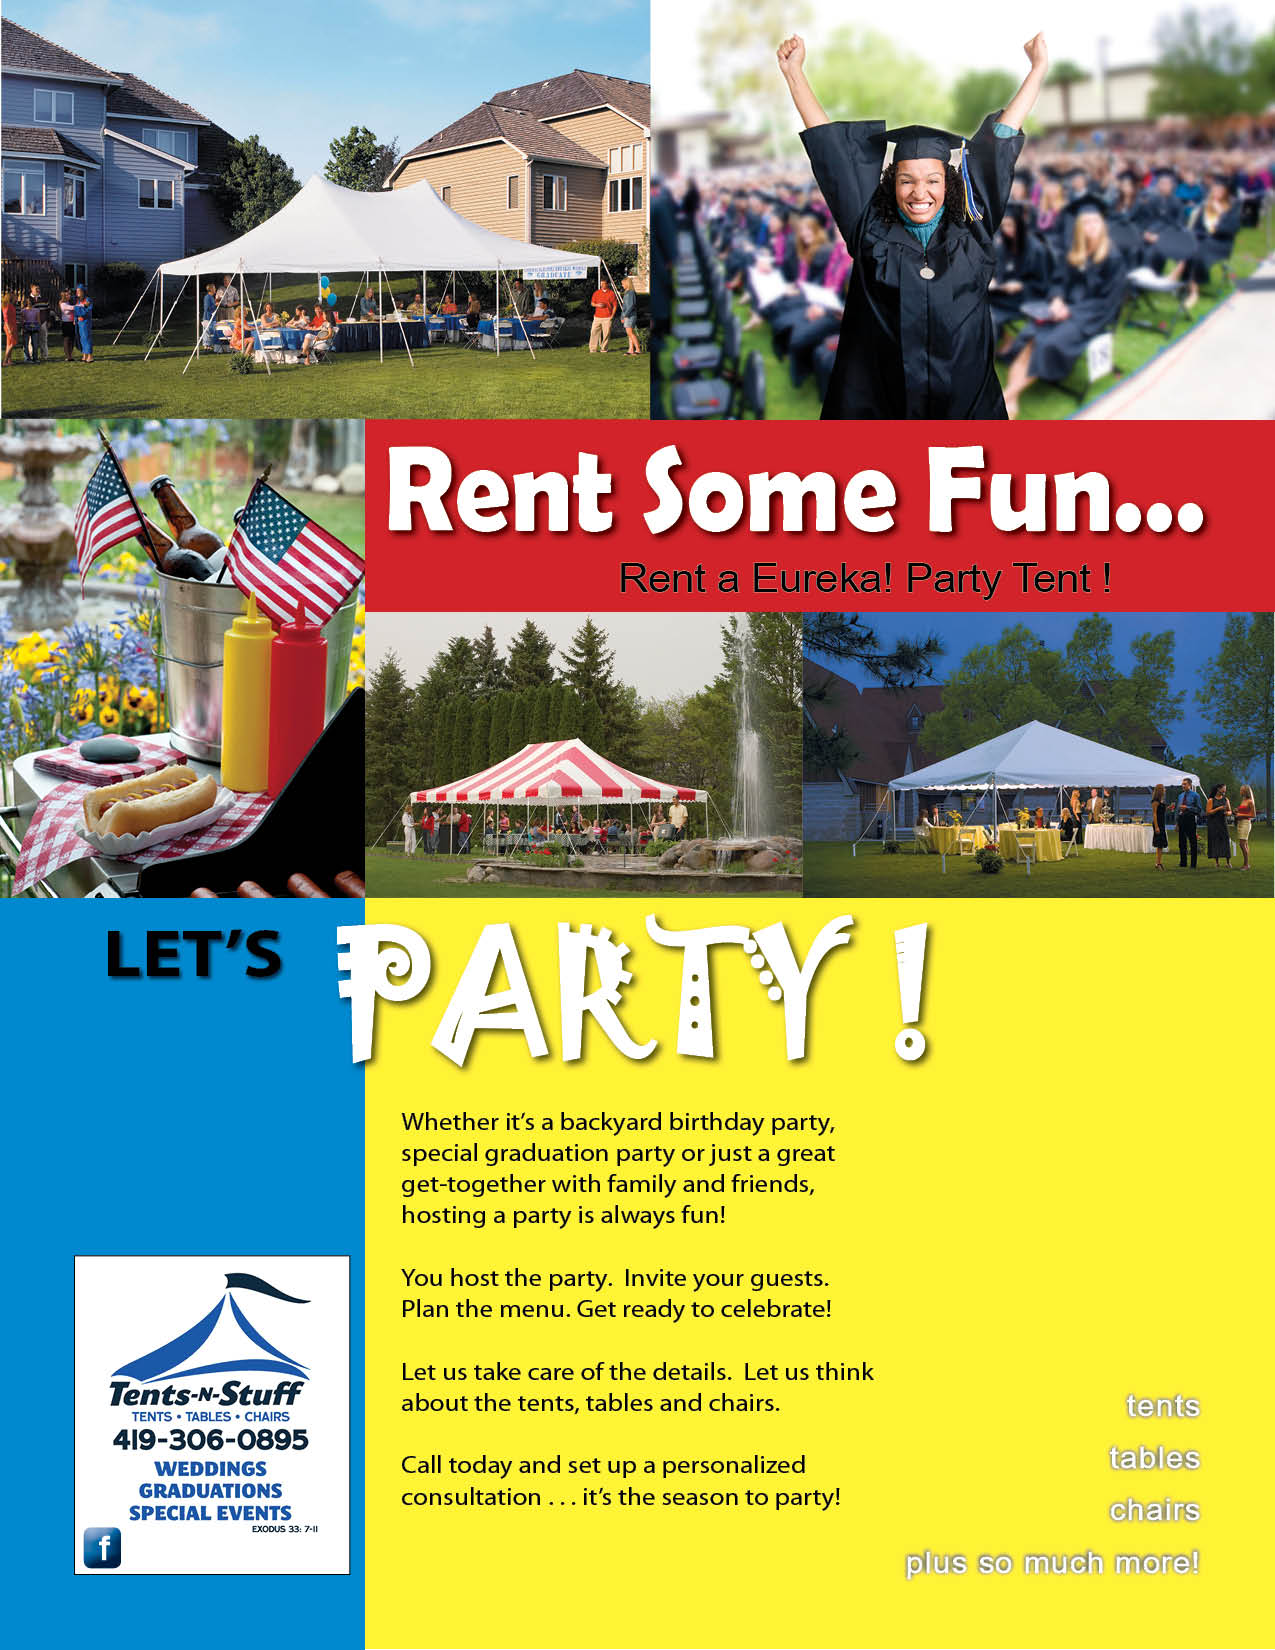 GRADUATE
Rent Some Fun...
Rent a Eureka! Party Tent !
LET'S PARTY !
Whether it's a backyard birthday party,
special graduation party or just a great
get-together with family and friends,
hosting a party is always fun!
You host the party.  Invite your guests.
Plan the menu. Get ready to celebrate!
Let us take care of the details.  Let us think
about the tents, tables and chairs.
Call today and set up a personalized
consultation . . . it's the season to party!
tents
tables
chairs
plus so much more!
Tents-N-Stuff
TENTS • TABLES • CHAIRS
419-306-0895
WEDDINGS
GRADUATIONS
SPECIAL EVENTS
EXODUS 33: 7-11
f